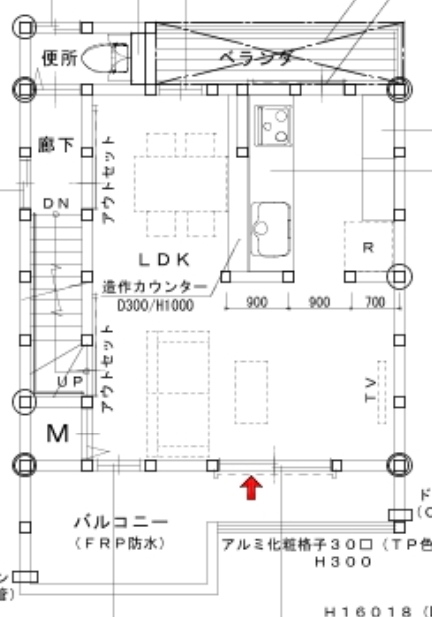 便所
ベランダ
廊下
アウトセット
DN
LDK
R
造作カウンター
D300/H1000
900
900
700
アウトセット
UP
TV
M
バルコニー
（FRP防水）
アルミ化粧格子30口（TP色
H300
H16018